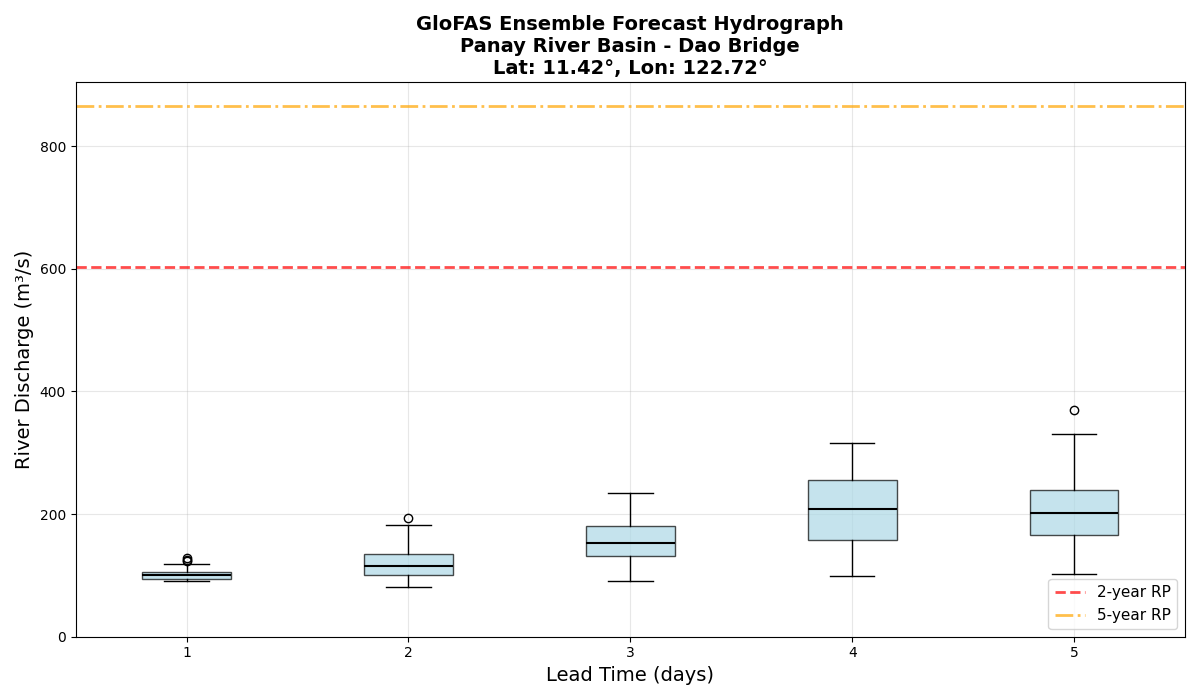 GloFAS Ensemble Forecast Hydrograph
Panay River Basin - Dao Bridge
Lat: 11.42°, Lon: 122.72°
River Discharge (m³/s)
800
600
400
200
0
1 2 3 4 5
Lead Time (days)
2-year RP
5-year RP